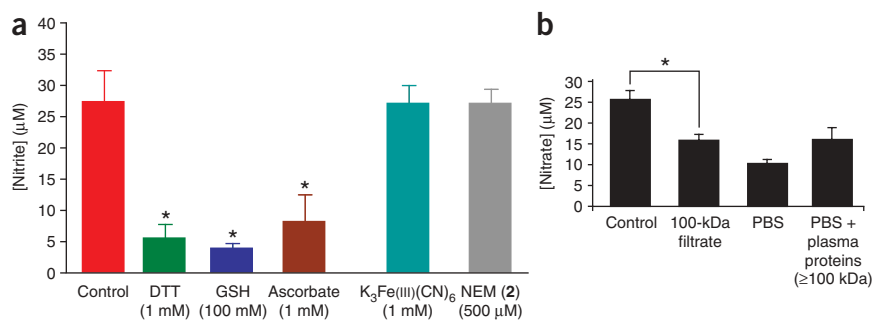 a
[Nitrite] (μM)
40
35
30
25
20
15
10
5
0
*
*
*
Control
DTT
(1 mM)
GSH
(100 mM)
Ascorbate
(1 mM)
K3Fe(III)(CN)6
(1 mM)
NEM (2)
(500 μM)
b
[Nitrate] (μM)
30
25
20
15
10
5
0
*
Control
100-kDa
filtrate
PBS
PBS +
plasma
proteins
(≥100 kDa)